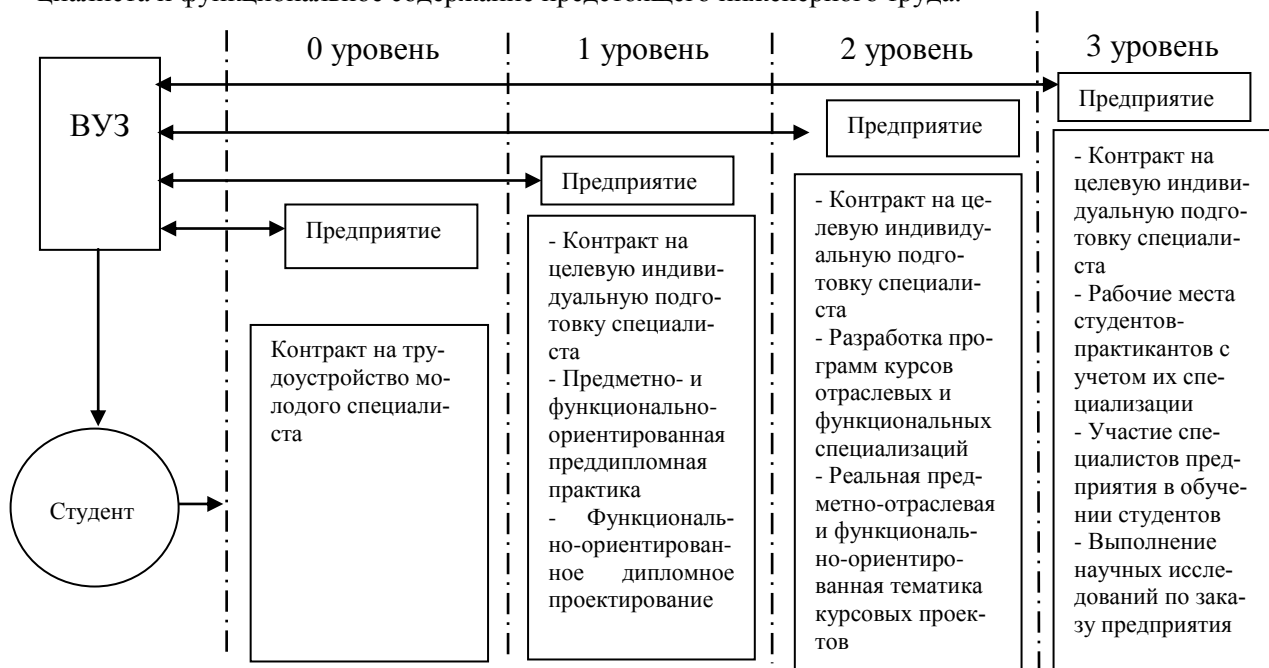 циалиста и функциональное содержание предстоящего инженерного труда.
0 уровень
1 уровень
2 уровень
3 уровень
ВУЗ
Предприятие
Предприятие
Предприятие
Предприятие
Студент
Контракт на тру-
доустройство мо-
лодого специали-
ста
- Контракт на
целевую индиви-
дуальную подго-
товку специали-
ста
- Предметно- и
функционально-
ориентированная
преддипломная
практика
- Функциональ-
но-ориентирован-
ное дипломное
проектирование
- Контракт на це-
левую индивиду-
альную подго-
товку специали-
ста
- Разработка про-
грамм курсов
отраслевых и
функциональных
специализаций
- Реальная пред-
метно-отраслевая
и функциональ-
но-ориентиро-
ванная тематика
курсовых проек-
тов
- Контракт на
целевую индиви-
дуальную подго-
товку специали-
ста
- Рабочие места
студентов-
практикантов с
учетом их спе-
циализации
- Участие спе-
циалистов пред-
приятия в обуче-
нии студентов
- Выполнение
научных иссле-
дований по зака-
зу предприятия